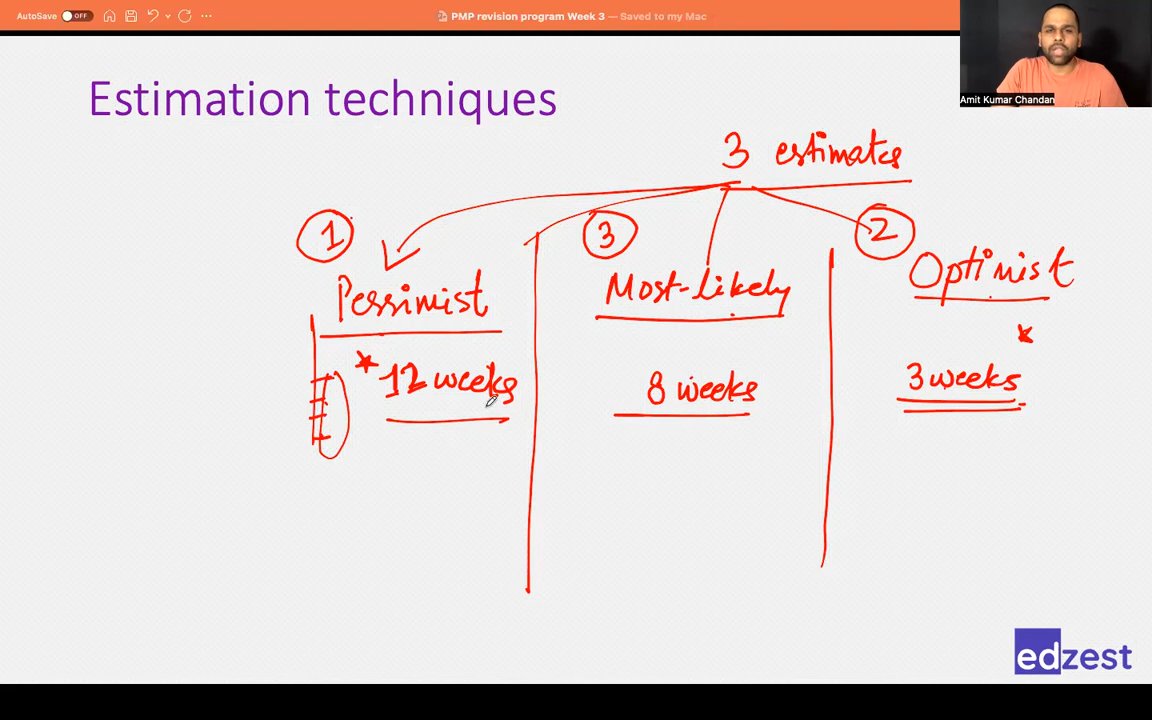 AutoSave OFF
PMP revision program Week 3 — Saved to my Mac
Amit Kumar Chandan
Estimation techniques
3 estimates
1 3 2
Pessimist Most-likely Optimist
12 weeks 8 weeks 3 weeks
edzest